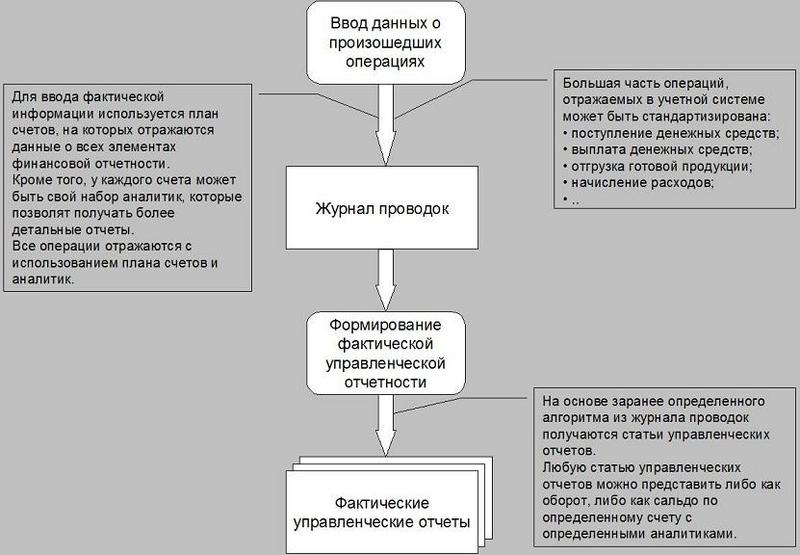 Ввод данных о
произошедших
операциях
Для ввода фактической
информации используется план
счетов, на которых отражаются
данные о всех элементах
финансовой отчетности.
Кроме того, у каждого счета может
быть свой набор аналитик, которые
позволят получать более
детальные отчеты.
Все операции отражаются с
использованием плана счетов и
аналитик.
Большая часть операций,
отражаемых в учетной системе
может быть стандартизирована:
• поступление денежных средств;
• выплата денежных средств;
• отгрузка готовой продукции;
• начисление расходов;
• ..
Журнал проводок
Формирование
фактической
управленческой
отчетности
На основе заранее определенного
алгоритма из журнала проводок
получаются статьи управленческих
отчетов.
Любую статью управленческих
отчетов можно представить либо как
оборот, либо как сальдо по
определенному счету с
определенными аналитиками.
Фактические
управленческие отчеты